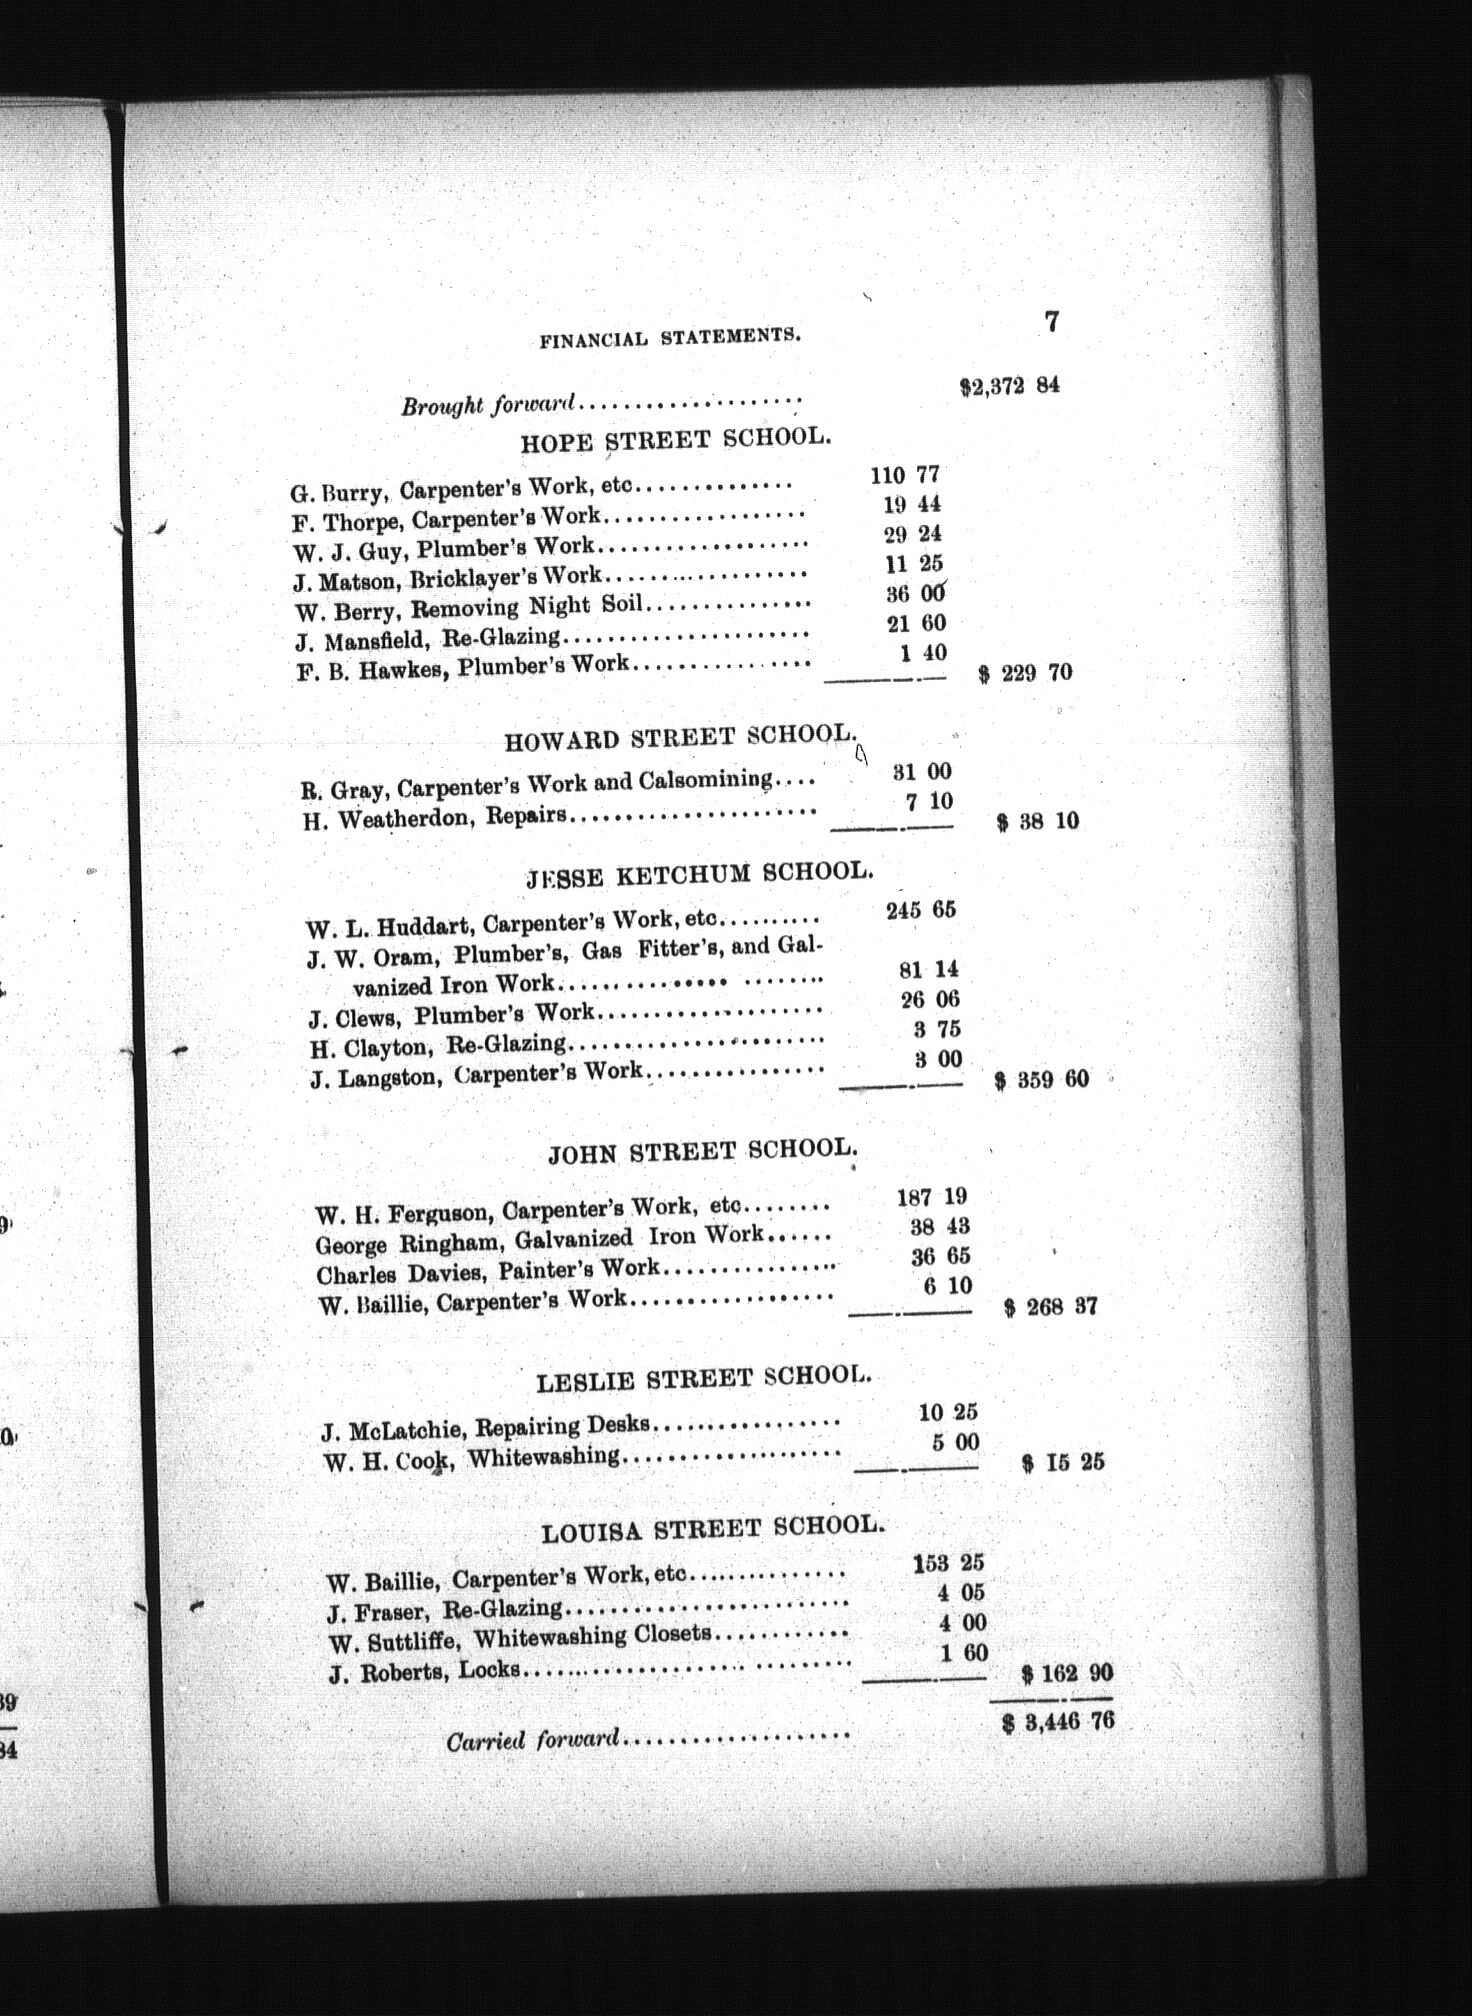 FINANCIAL STATEMENTS. 7
Brought forward.................... $2,372 84
HOPE STREET SCHOOL.
G. Burry, Carpenter's Work, etc.............. 110 77
F. Thorpe, Carpenter's Work.................. 19 44
W. J. Guy, Plumber's Work................... 29 24
J. Matson, Bricklayer's Work.................. 11 25
W. Berry, Removing Night Soil............... 36 00
J. Mansfield, Re-Glazing...................... 21 60
F. B. Hawkes, Plumber's Work................ 1 40
$ 229 70
HOWARD STREET SCHOOL.
R. Gray, Carpenter's Work and Calsomining.... 31 00
H. Weatherdon, Repairs...................... 7 10
$ 38 10
JESSE KETCHUM SCHOOL.
W. L. Huddart, Carpenter's Work, etc.......... 245 65
J. W. Oram, Plumber's, Gas Fitter's, and Gal-
vanized Iron Work............... ........ 81 14
J. Clews, Plumber's Work.................... 26 06
H. Clayton, Re-Glazing....................... 3 75
J. Langston, Carpenter's Work................ 3 00
$ 359 60
JOHN STREET SCHOOL.
W. H. Ferguson, Carpenter's Work, etc........ 187 19
George Ringham, Galvanized Iron Work...... 38 43
Charles Davies, Painter's Work................ 36 65
W. Baillie, Carpenter's Work.................. 6 10
$ 268 37
LESLIE STREET SCHOOL.
J. McLatchie, Repairing Desks................. 10 25
W. H. Cook, Whitewashing.................... 5 00
$ 15 25
LOUISA STREET SCHOOL.
W. Baillie, Carpenter's Work, etc.............. 153 25
J. Fraser, Re-Glazing......................... 4 05
W. Suttliffe, Whitewashing Closets............ 4 00
J. Roberts, Locks.................... ......... 1 60
$ 162 90
Carried forward.................... $ 3,446 76